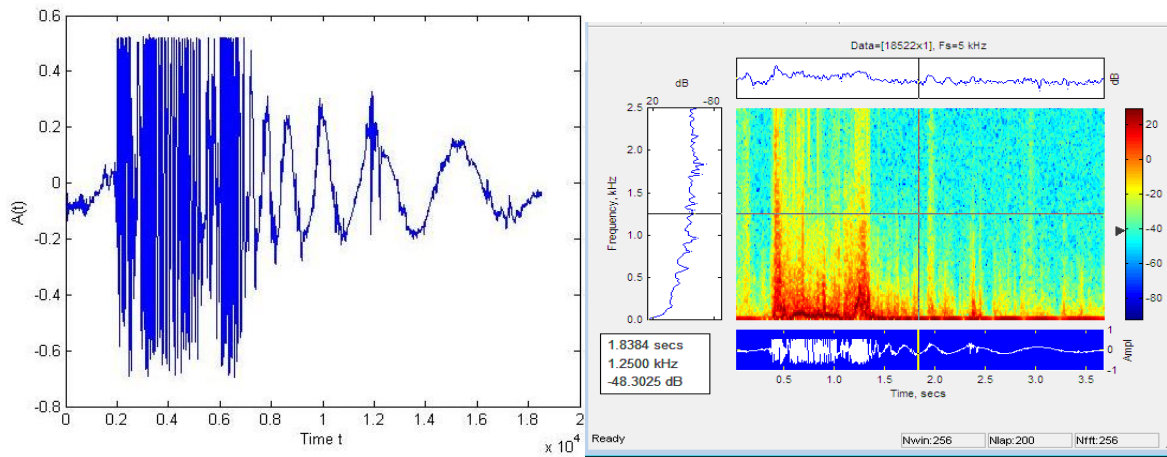 0.6
0.4
0.2
0
-0.2
-0.4
-0.6
-0.8
A(t)
0 0.2 0.4 0.6 0.8 1 1.2 1.4 1.6 1.8 2
Time t
x 10^4
Data=[18522x1], Fs=5 kHz
dB
dB
20 -80
2.5
2.0
1.5
1.0
0.5
0.0
Frequency, kHz
20
0
-20
-40
-60
-80
1.8384 secs
1.2500 kHz
-48.3025 dB
1
0
-1
Ampl
0.5 1.0 1.5 2.0 2.5 3.0 3.5
Time, secs
Ready Nwin:256 Nlap:200 Nfft:256